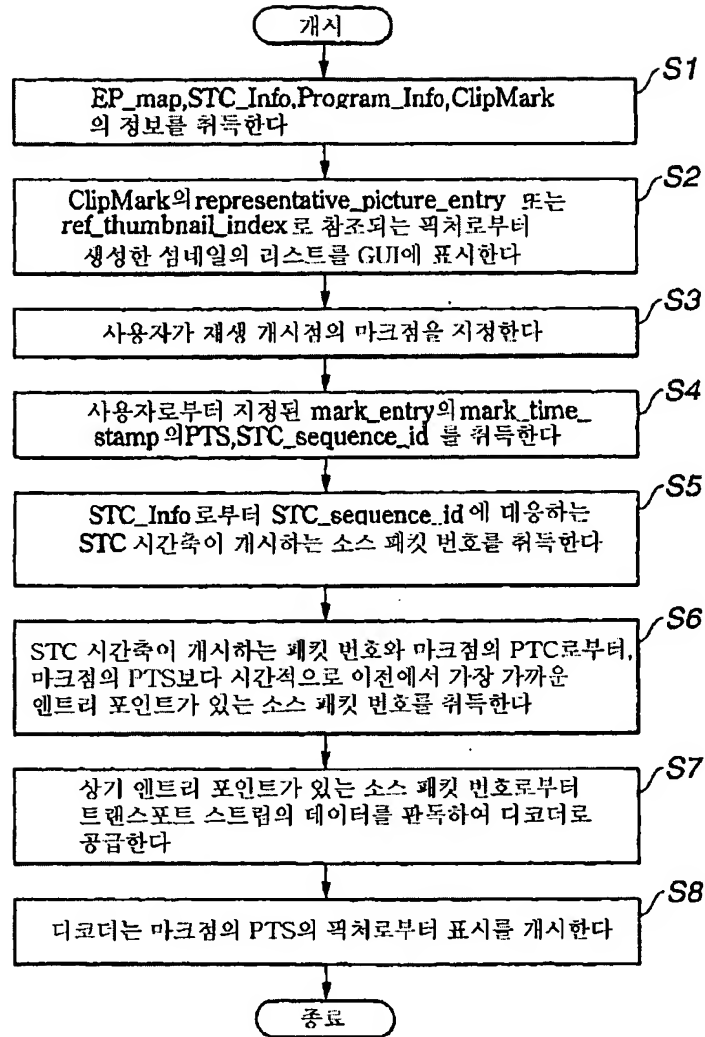 개시
S1
EP_map,STC_Info,Program_Info,ClipMark
의 정보를 취득한다
S2
ClipMark의 representative_picture_entry 또는
ref_thumbnail_index로 참조되는 픽처로부터
생성한 섬네일의 리스트를 GUI에 표시한다
S3
사용자가 재생 개시점의 마크점을 지정한다
S4
사용자로부터 지정된 mark_entry의mark_time_
stamp의PTS,STC_sequence_id 를 취득한다
S5
STC_Info로부터 STC_sequence_id에 대응하는
STC 시간축이 개시하는 소스 패킷 번호를 취득한다
S6
STC 시간축이 개시하는 패킷 번호와 마크점의 PTC로부터,
마크점의 PTS보다 시간적으로 이전에서 가장 가까운
엔트리 포인트가 있는 소스 패킷 번호를 취득한다
S7
상기 엔트리 포인트가 있는 소스 패킷 번호로부터
트랜스포트 스트림의 데이터를 판독하여 디코더로
공급한다
S8
디코더는 마크점의 PTS의 픽처로부터 표시를 개시한다
종료